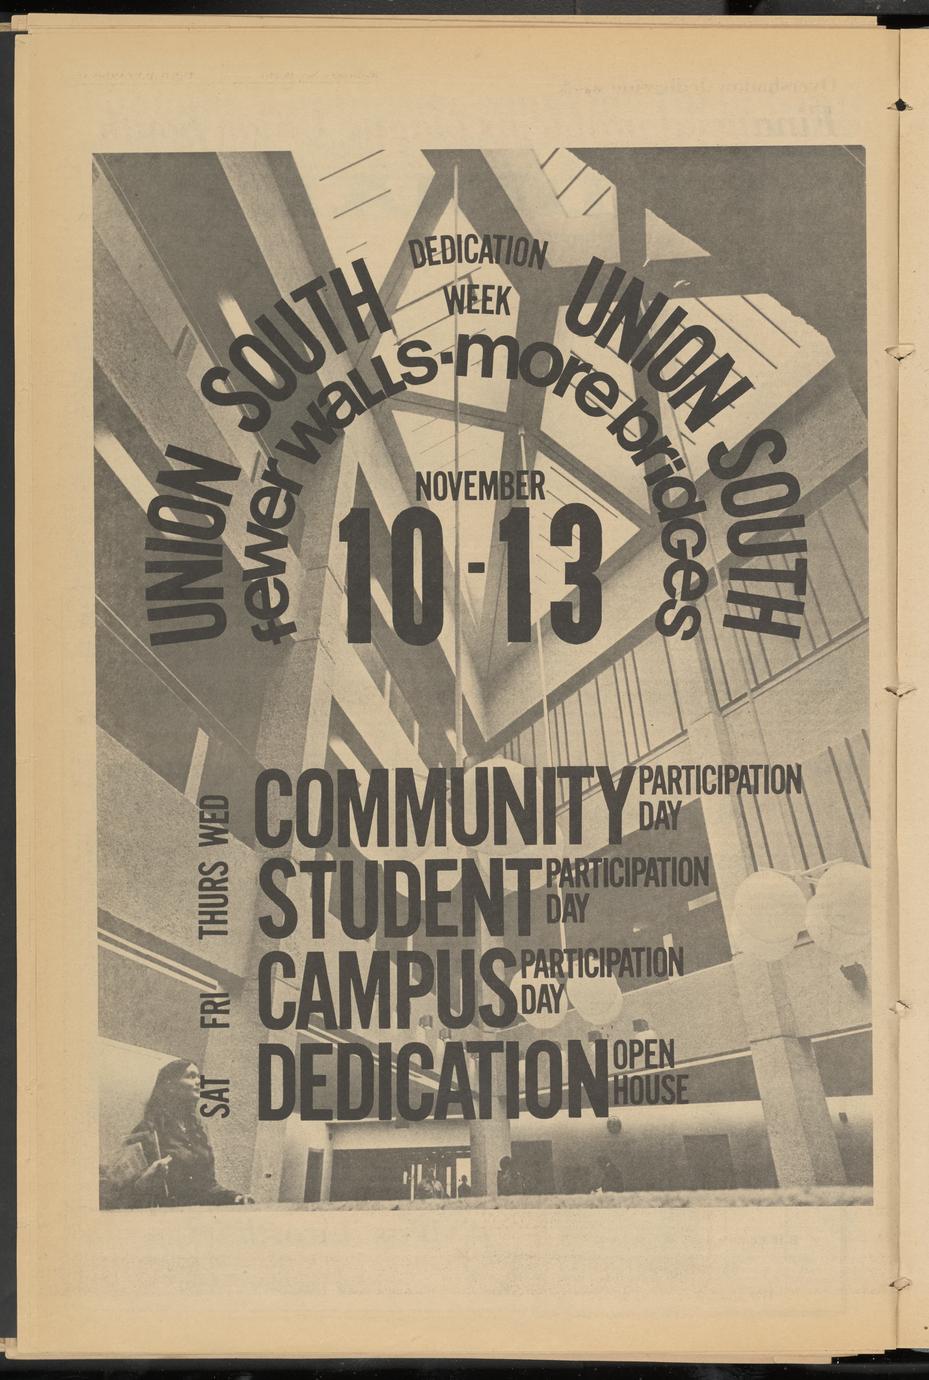 DEDICATION
WEEK
UNION SOUTH UNION SOUTH
fewer walls·more bridges
NOVEMBER
10-13
WED COMMUNITY PARTICIPATION DAY
THURS STUDENT PARTICIPATION DAY
FRI CAMPUS PARTICIPATION DAY
SAT DEDICATION OPEN HOUSE